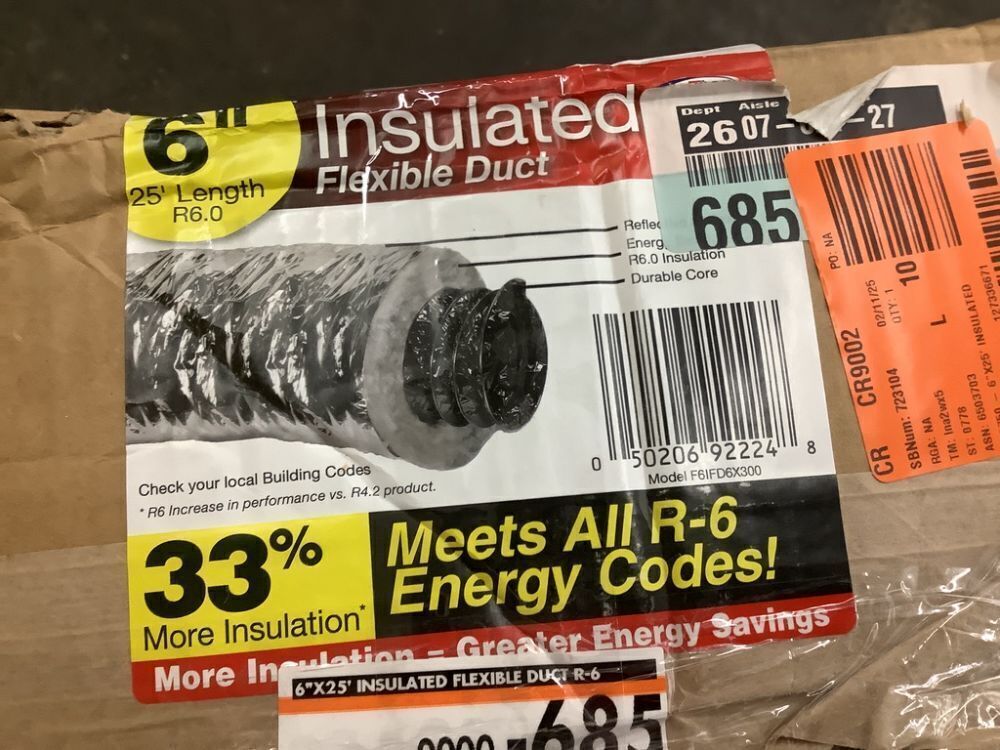 6"
25' Length
R6.0
Insulated
Flexible Duct
R6.0 Insulation
Durable Core
0 50206 92224 8
Model F6IFD6X300
Check your local Building Codes
* R6 Increase in performance vs. R4.2 product.
33%
More Insulation*
Meets All R-6
Energy Codes!
More Insulation = Greater Energy Savings
6"X25' INSULATED FLEXIBLE DUCT R-6
685
Dept Aisle
26 07- -27
685
PO: NA
CR CR9002 02/11/25
SBNum: 723104 QTY: 1 10
RGA: NA L
TM: lna2wx5
ST: 0778
ASN: 6503703
6"X25' INSULATED
127336671